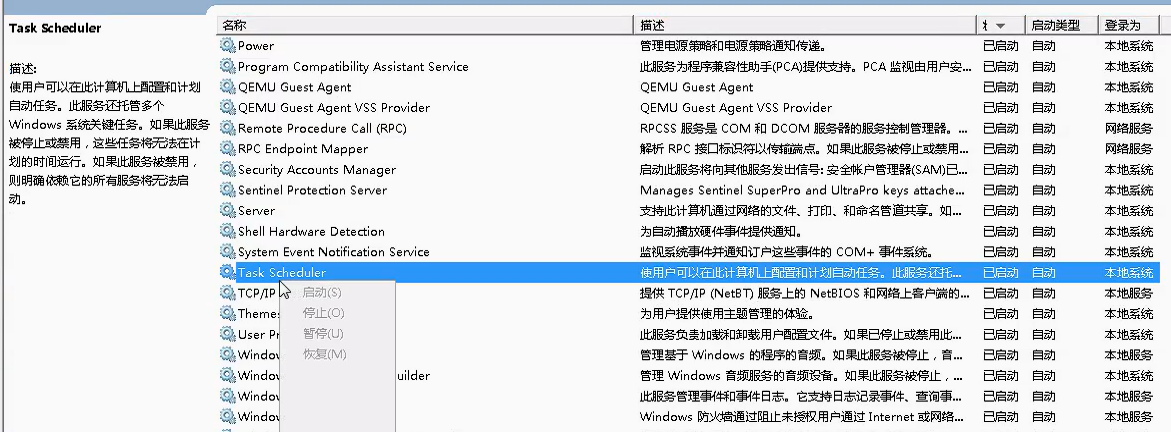 Task Scheduler
描述:
使用户可以在此计算机上配置和计划
自动任务。此服务还托管多个
Windows 系统关键任务。如果此服务
被停止或禁用，这些任务将无法在计
划的时间运行。如果此服务被禁用，
则明确依赖它的所有服务将无法启
动。
名称 描述 启动类型 登录为
Power 管理电源策略和电源策略通知传递。 已启动 自动 本地系统
Program Compatibility Assistant Service 此服务为程序兼容性助手(PCA)提供支持。PCA 监视由用户安... 已启动 自动 本地系统
QEMU Guest Agent QEMU Guest Agent 已启动 自动 本地系统
QEMU Guest Agent VSS Provider QEMU Guest Agent VSS Provider 已启动 自动 本地系统
Remote Procedure Call (RPC) RPCSS 服务是 COM 和 DCOM 服务器的服务控制管理器。... 已启动 自动 网络服务
RPC Endpoint Mapper 解析 RPC 接口标识符以传输端点。如果此服务被停止或禁用... 已启动 自动 网络服务
Security Accounts Manager 启动此服务将向其他服务发出信号: 安全帐户管理器(SAM)已... 已启动 自动 本地系统
Sentinel Protection Server Manages Sentinel SuperPro and UltraPro keys attache... 已启动 自动 本地系统
Server 支持此计算机通过网络的文件、打印、和命名管道共享。如... 已启动 自动 本地系统
Shell Hardware Detection 为自动播放硬件事件提供通知。 已启动 自动 本地系统
System Event Notification Service 监视系统事件并通知订户这些事件的 COM+ 事件系统。 已启动 自动 本地系统
Task Scheduler 使用户可以在此计算机上配置和计划自动任务。此服务还托... 已启动 自动 本地系统
TCP/IP 提供 TCP/IP (NetBT) 服务上的 NetBIOS 和网络上客户端的... 已启动 自动 本地服务
启动(S)
Themes 为用户提供使用主题管理的体验。 已启动 自动 本地系统
停止(O)
User Pr 此服务负责加载和卸载用户配置文件。如果已停止或禁用此... 已启动 自动 本地系统
暂停(U)
Window 管理基于 Windows 的程序的音频。如果此服务被停止，音... 已启动 自动 本地服务
恢复(M)
Window uilder 管理 Windows 音频服务的音频设备。如果此服务被停止，... 已启动 自动 本地系统
Window 此服务管理事件和事件日志。它支持日志记录事件、查询事... 已启动 自动 本地服务
Window Windows 防火墙通过阻止未授权用户通过 Internet 或网络... 已启动 自动 本地服务